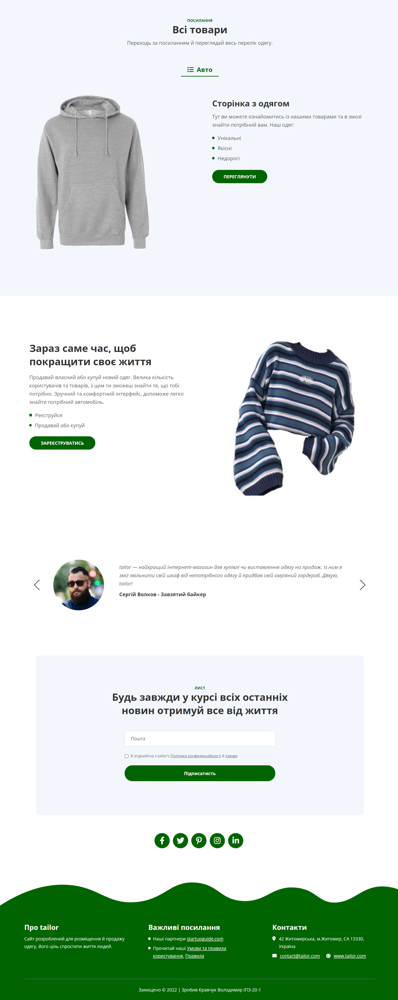 ПОСИЛАННЯ
Всі товари
Переходь за посиланням й переглядай весь перелік одягу.
Авто
Сторінка з одягом
Тут ви можете ознайомитись із нашими товарами та в змозі
знайти потрібний вам. Наш одяг:
Унікальні
Якісні
Недорогі
ПЕРЕГЛЯНУТИ
Зараз саме час, щоб
покращити своє життя
Продавай власний або купуй новий одяг. Велика кількість
користувачів та товарів, з цим ти зможеш знайти те, що тобі
потрібно. Зручний та комфортний інтерфейс, допоможе легко
знайти потрібний автомобіль.
Реєструйся
Продавай або купуй
ЗАРЕЄСТРУВАТИСЬ
tailor — найкращий інтернет-магазин для купівлі чи виставлення одягу на продаж. Із ним я
зміг звільнити свій шкаф від непотрібного одягу й придбав свій омріяний гардероб. Дякую,
tailor!
Сергій Волков - Завзятий байкер
ЛИСТ
Будь завжди у курсі всіх останніх
новин отримуй все від життя
Пошта
Я згідний/на з tailor's Політика конфеденційності й Умови
Підписатисть
Про tailor
Сайт розроблений для розміщення й продажу
одягу, його ціль спростити життя людей.
Важливі посилання
Наші партнери startupguide.com
Прочитай наші Умови та правила
користування, Правила
Контакти
42 Житомирська, м.Житомир, CA 13330,
Україна
contact@tailor.com www.tailor.com
Захищено © 2022 | Зробив Кравчук Володимир ІПЗ-20-1